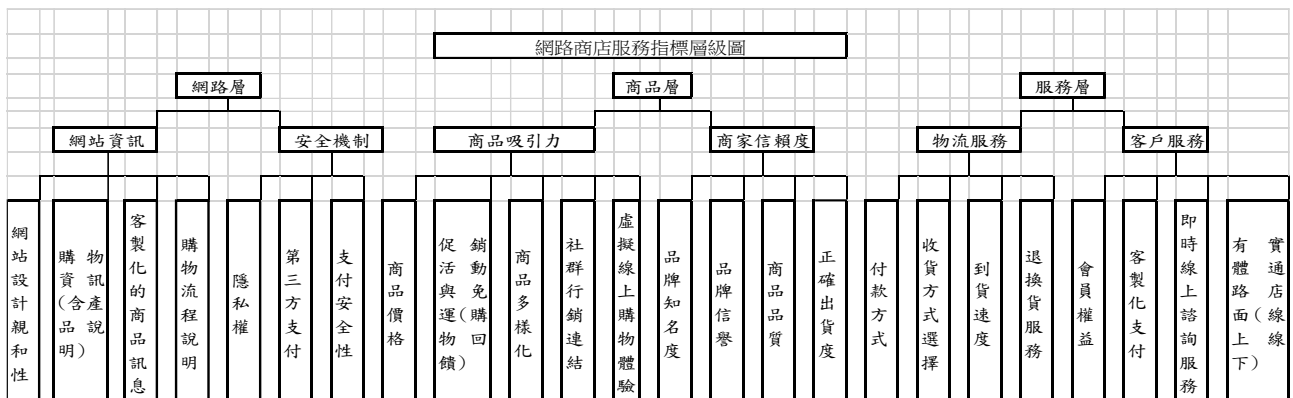 網路商店服務指標層級圖
網路層
商品層
服務層
網站資訊
安全機制
商品吸引力
商家信賴度
物流服務
客戶服務
網站設計親和性
購物資訊(含產品說明)
客製化的商品訊息
購物流程說明
隱私權
第三方支付
支付安全性
商品價格
促銷活動與免運(購物回饋)
商品多樣化
社群行銷連結
虛擬線上購物體驗
品牌知名度
品牌信譽
商品品質
正確出貨度
付款方式
收貨方式選擇
到貨速度
退換貨服務
會員權益
客製化支付
即時線上諮詢服務
有實體通路店面(線上線下)